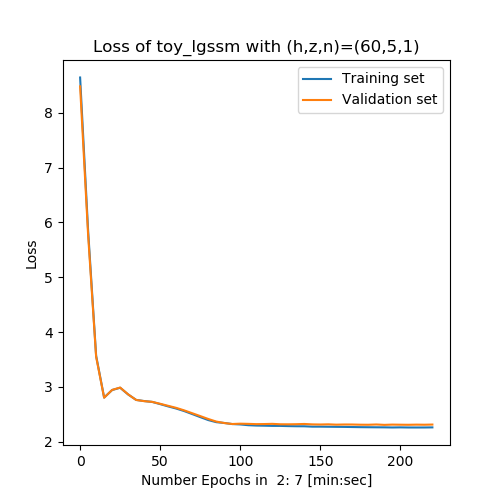 Loss of toy_lgssm with (h,z,n)=(60,5,1)
Training set
Validation set
8
7
6
5
4
3
2
Loss
0
50
100
150
200
Number Epochs in  2: 7 [min:sec]